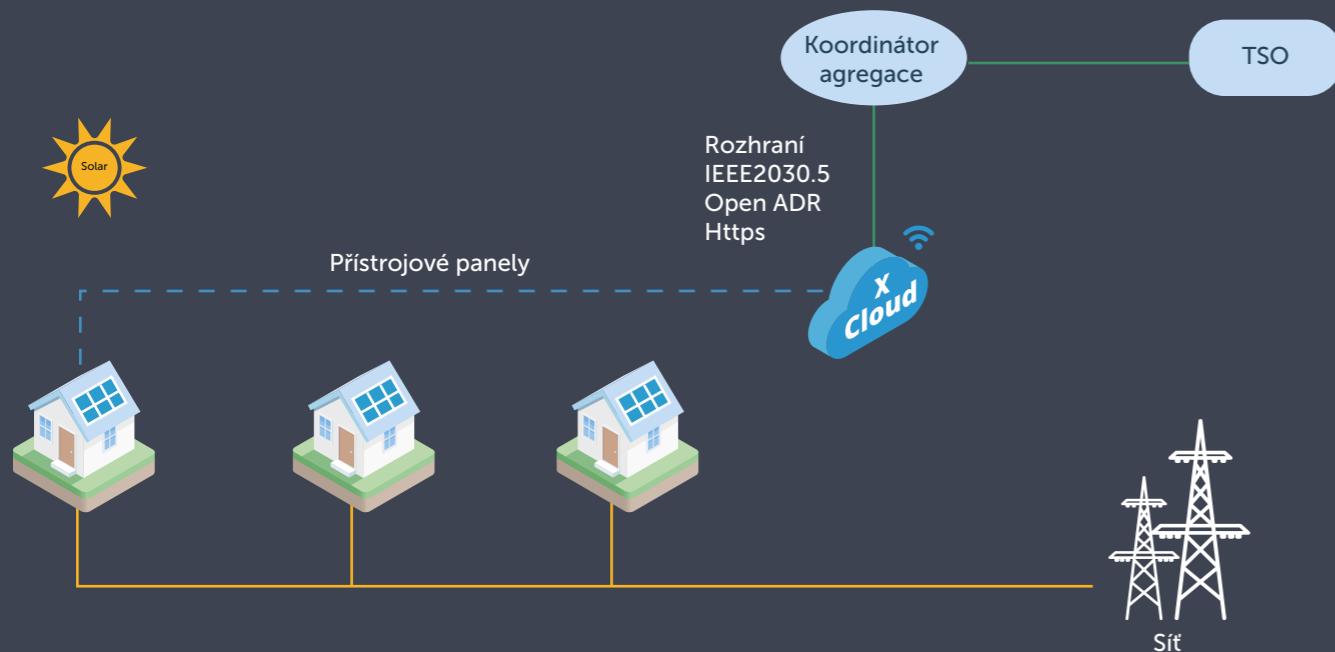 Koordinátor
agregace
TSO
Rozhraní
IEEE2030.5
Open ADR
Https
Solar
Přístrojové panely
X
Cloud
Síť